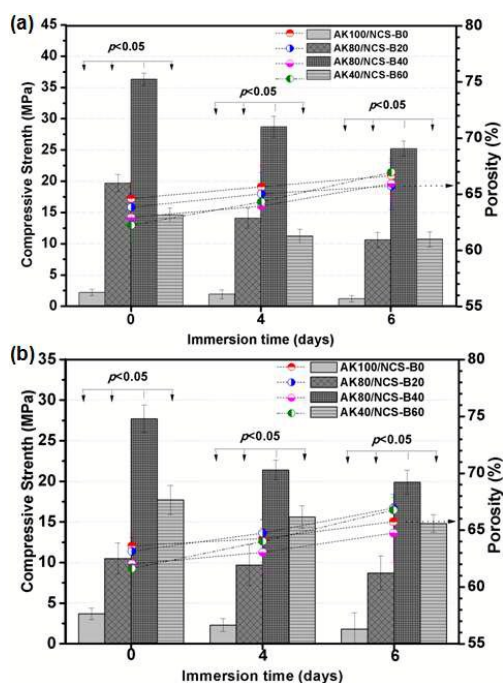 (a)
p<0.05
p<0.05
p<0.05
AK100/NCS-B0
AK80/NCS-B20
AK80/NCS-B40
AK40/NCS-B60
Compressive Strenth (MPa)
45
40
35
30
25
20
15
10
5
0
Porosity (%)
80
75
70
65
60
55
0 4 6
Immersion time (days)
(b)
p<0.05
p<0.05
p<0.05
AK100/NCS-B0
AK80/NCS-B20
AK80/NCS-B40
AK40/NCS-B60
Compressive Strenth (MPa)
35
30
25
20
15
10
5
0
Porosity (%)
80
75
70
65
60
55
0 4 6
Immersion time (days)